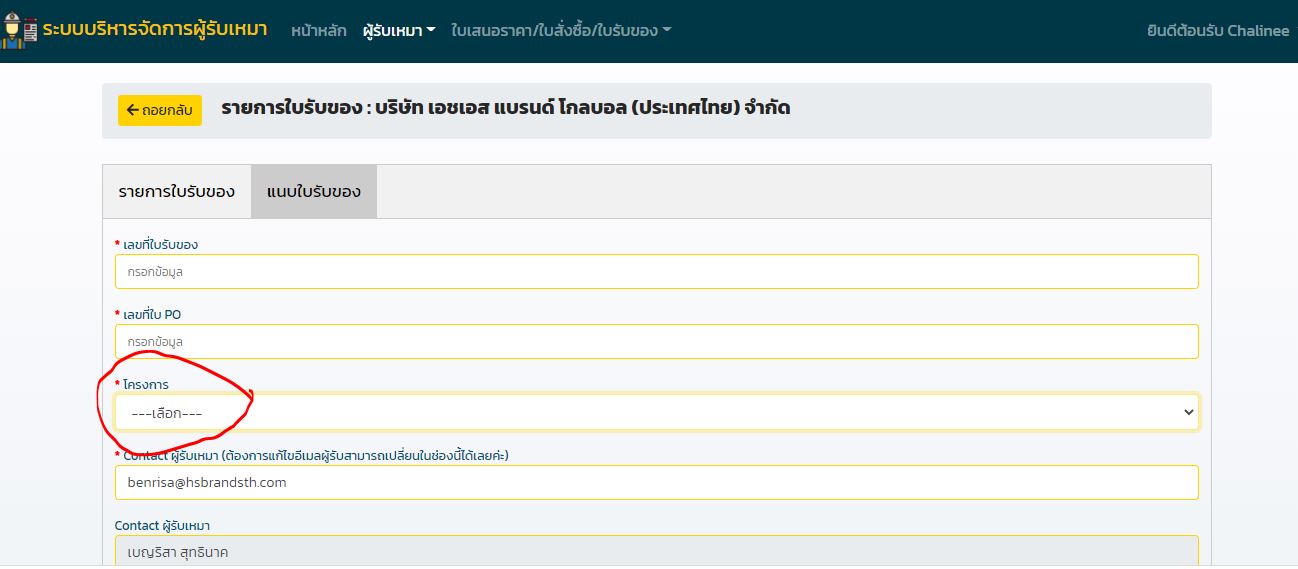 ระบบบริหารจัดการผู้รับเหมา หน้าหลัก ผู้รับเหมา ใบเสนอราคา/ใบสั่งซื้อ/ใบรับของ ยินดีต้อนรับ Chalinee
ถอยกลับ รายการใบรับของ : บริษัท เอชเอส แบรนด์ โกลบอล (ประเทศไทย) จำกัด
รายการใบรับของ แนบใบรับของ
* เลขที่ใบรับของ
กรอกข้อมูล
* เลขที่ใบ PO
กรอกข้อมูล
* โครงการ
---เลือก---
* Contact ผู้รับเหมา (ต้องการแก้ไขอีเมลผู้รับสามารถเปลี่ยนในช่องนี้ได้เลยค่ะ)
benrisa@hsbrandsth.com
Contact ผู้รับเหมา
เบญริสา สุทธินาค